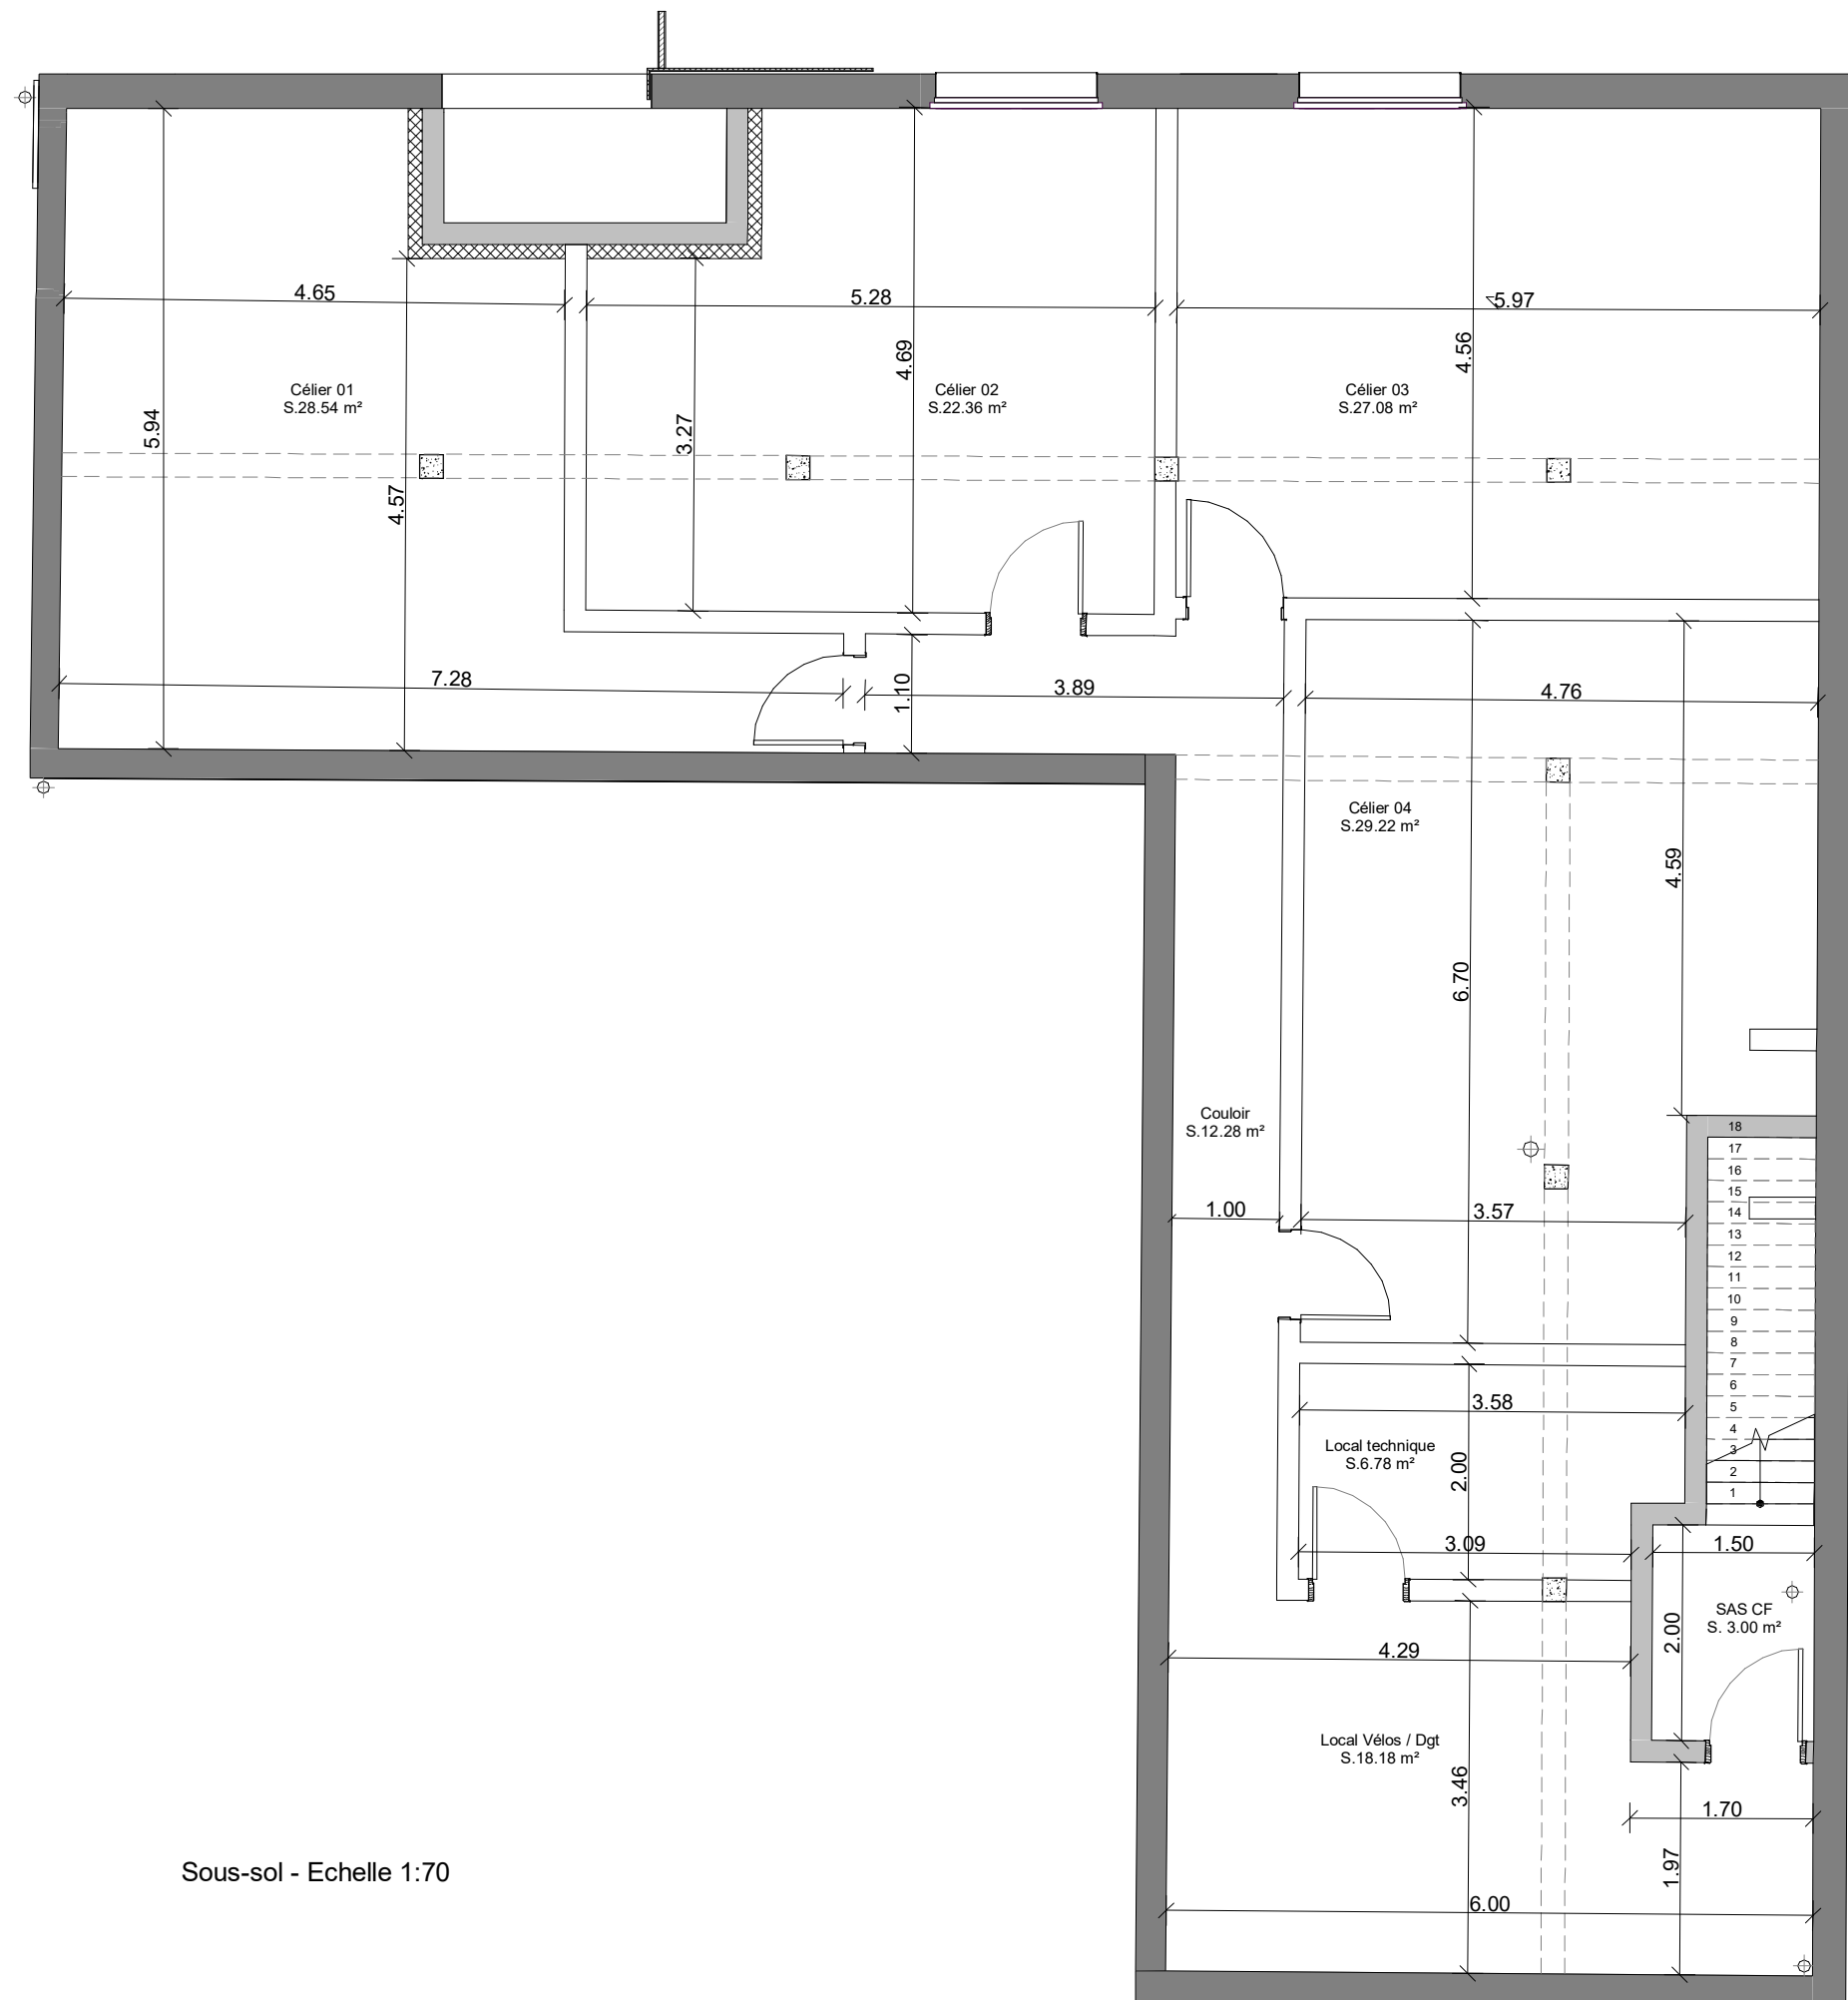 4.65
5.28
5.97
4.69
4.56
Célier 01
S.28.54 m²
Célier 02
S.22.36 m²
Célier 03
S.27.08 m²
5.94
3.27
4.57
7.28
1.10
3.89
4.76
Célier 04
S.29.22 m²
4.59
6.70
Couloir
S.12.28 m²
18
17
16
15
14
13
12
11
10
9
8
7
6
5
4
3
2
1
1.00
3.57
3.58
Local technique
S.6.78 m²
2.00
3.09
1.50
SAS CF
S. 3.00 m²
2.00
4.29
Local Vélos / Dgt
S.18.18 m²
3.46
1.70
1.97
Sous-sol - Echelle 1:70
6.00